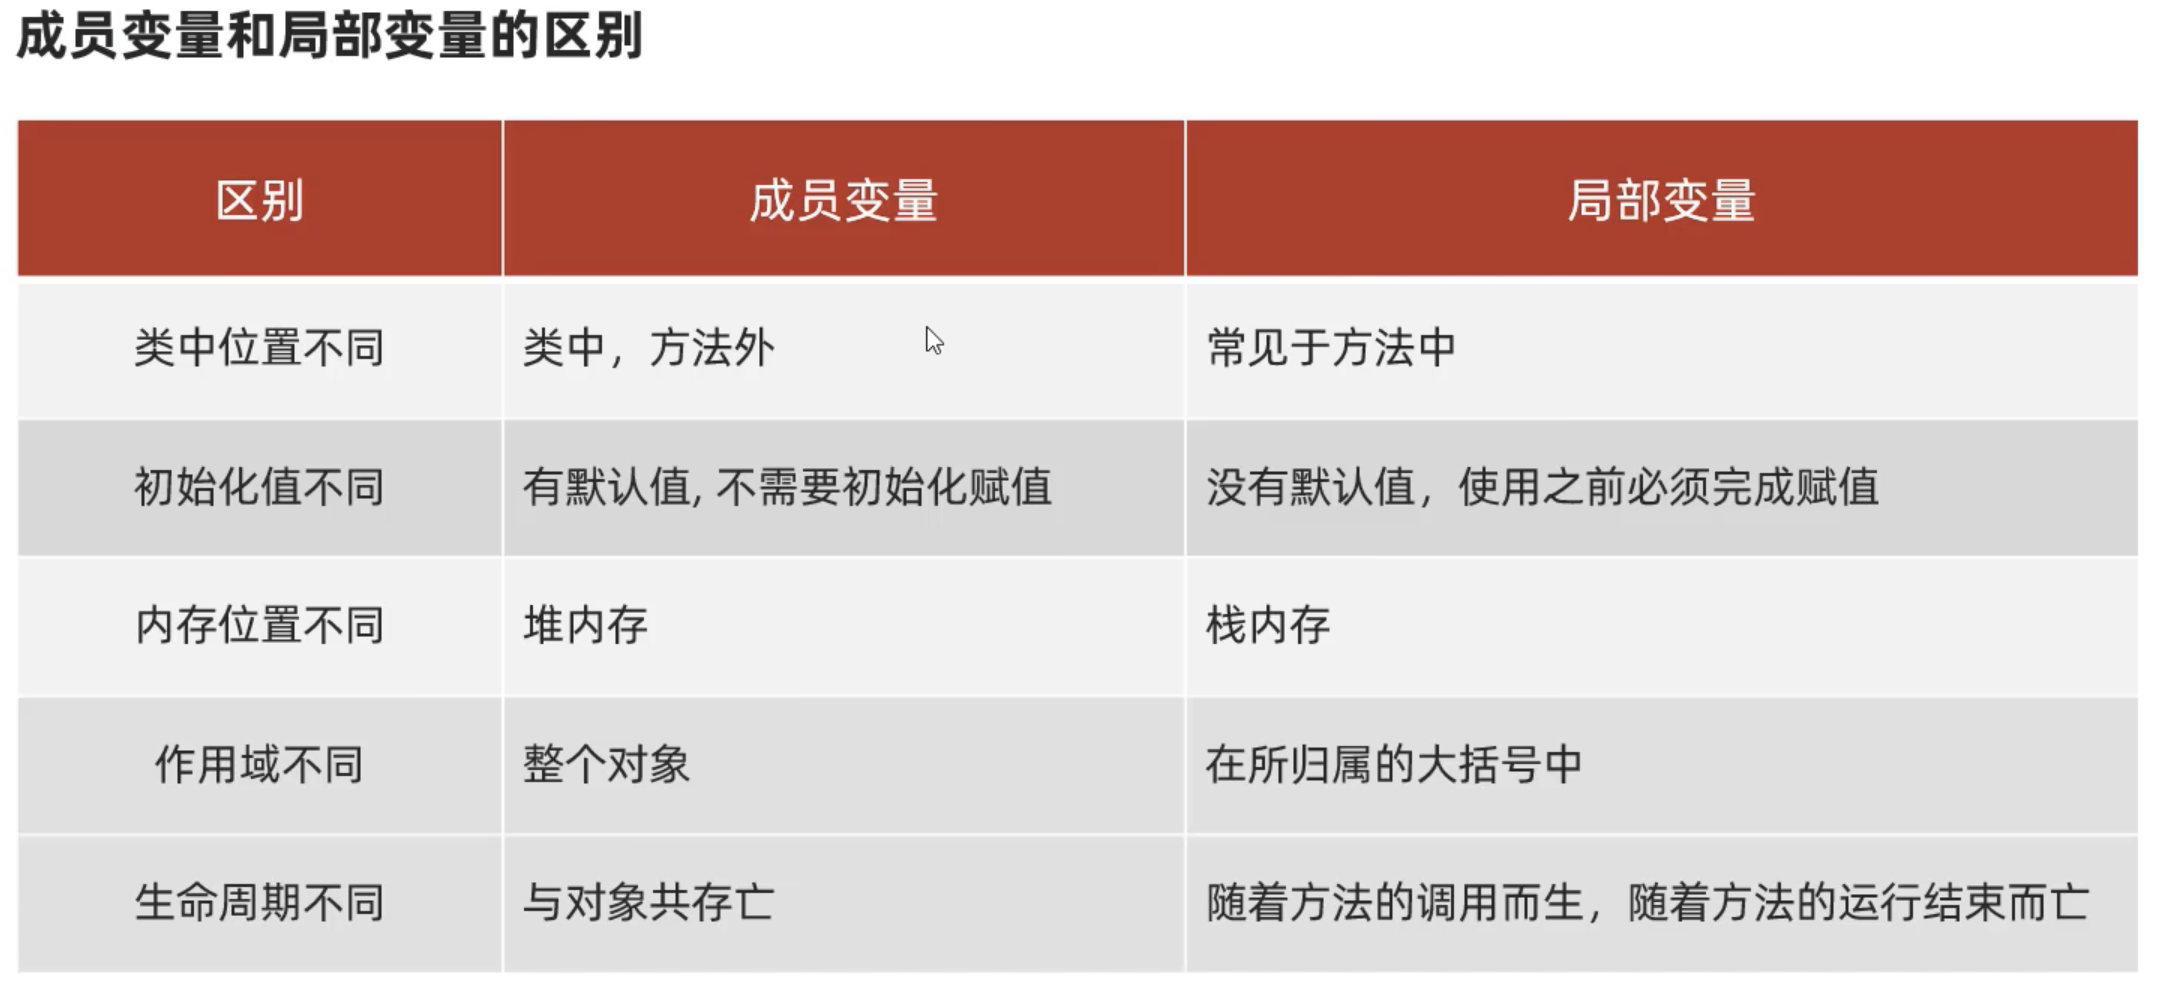 成员变量和局部变量的区别
区别 成员变量 局部变量
类中位置不同 类中，方法外 常见于方法中
初始化值不同 有默认值, 不需要初始化赋值 没有默认值，使用之前必须完成赋值
内存位置不同 堆内存 栈内存
作用域不同 整个对象 在所归属的大括号中
生命周期不同 与对象共存亡 随着方法的调用而生，随着方法的运行结束而亡